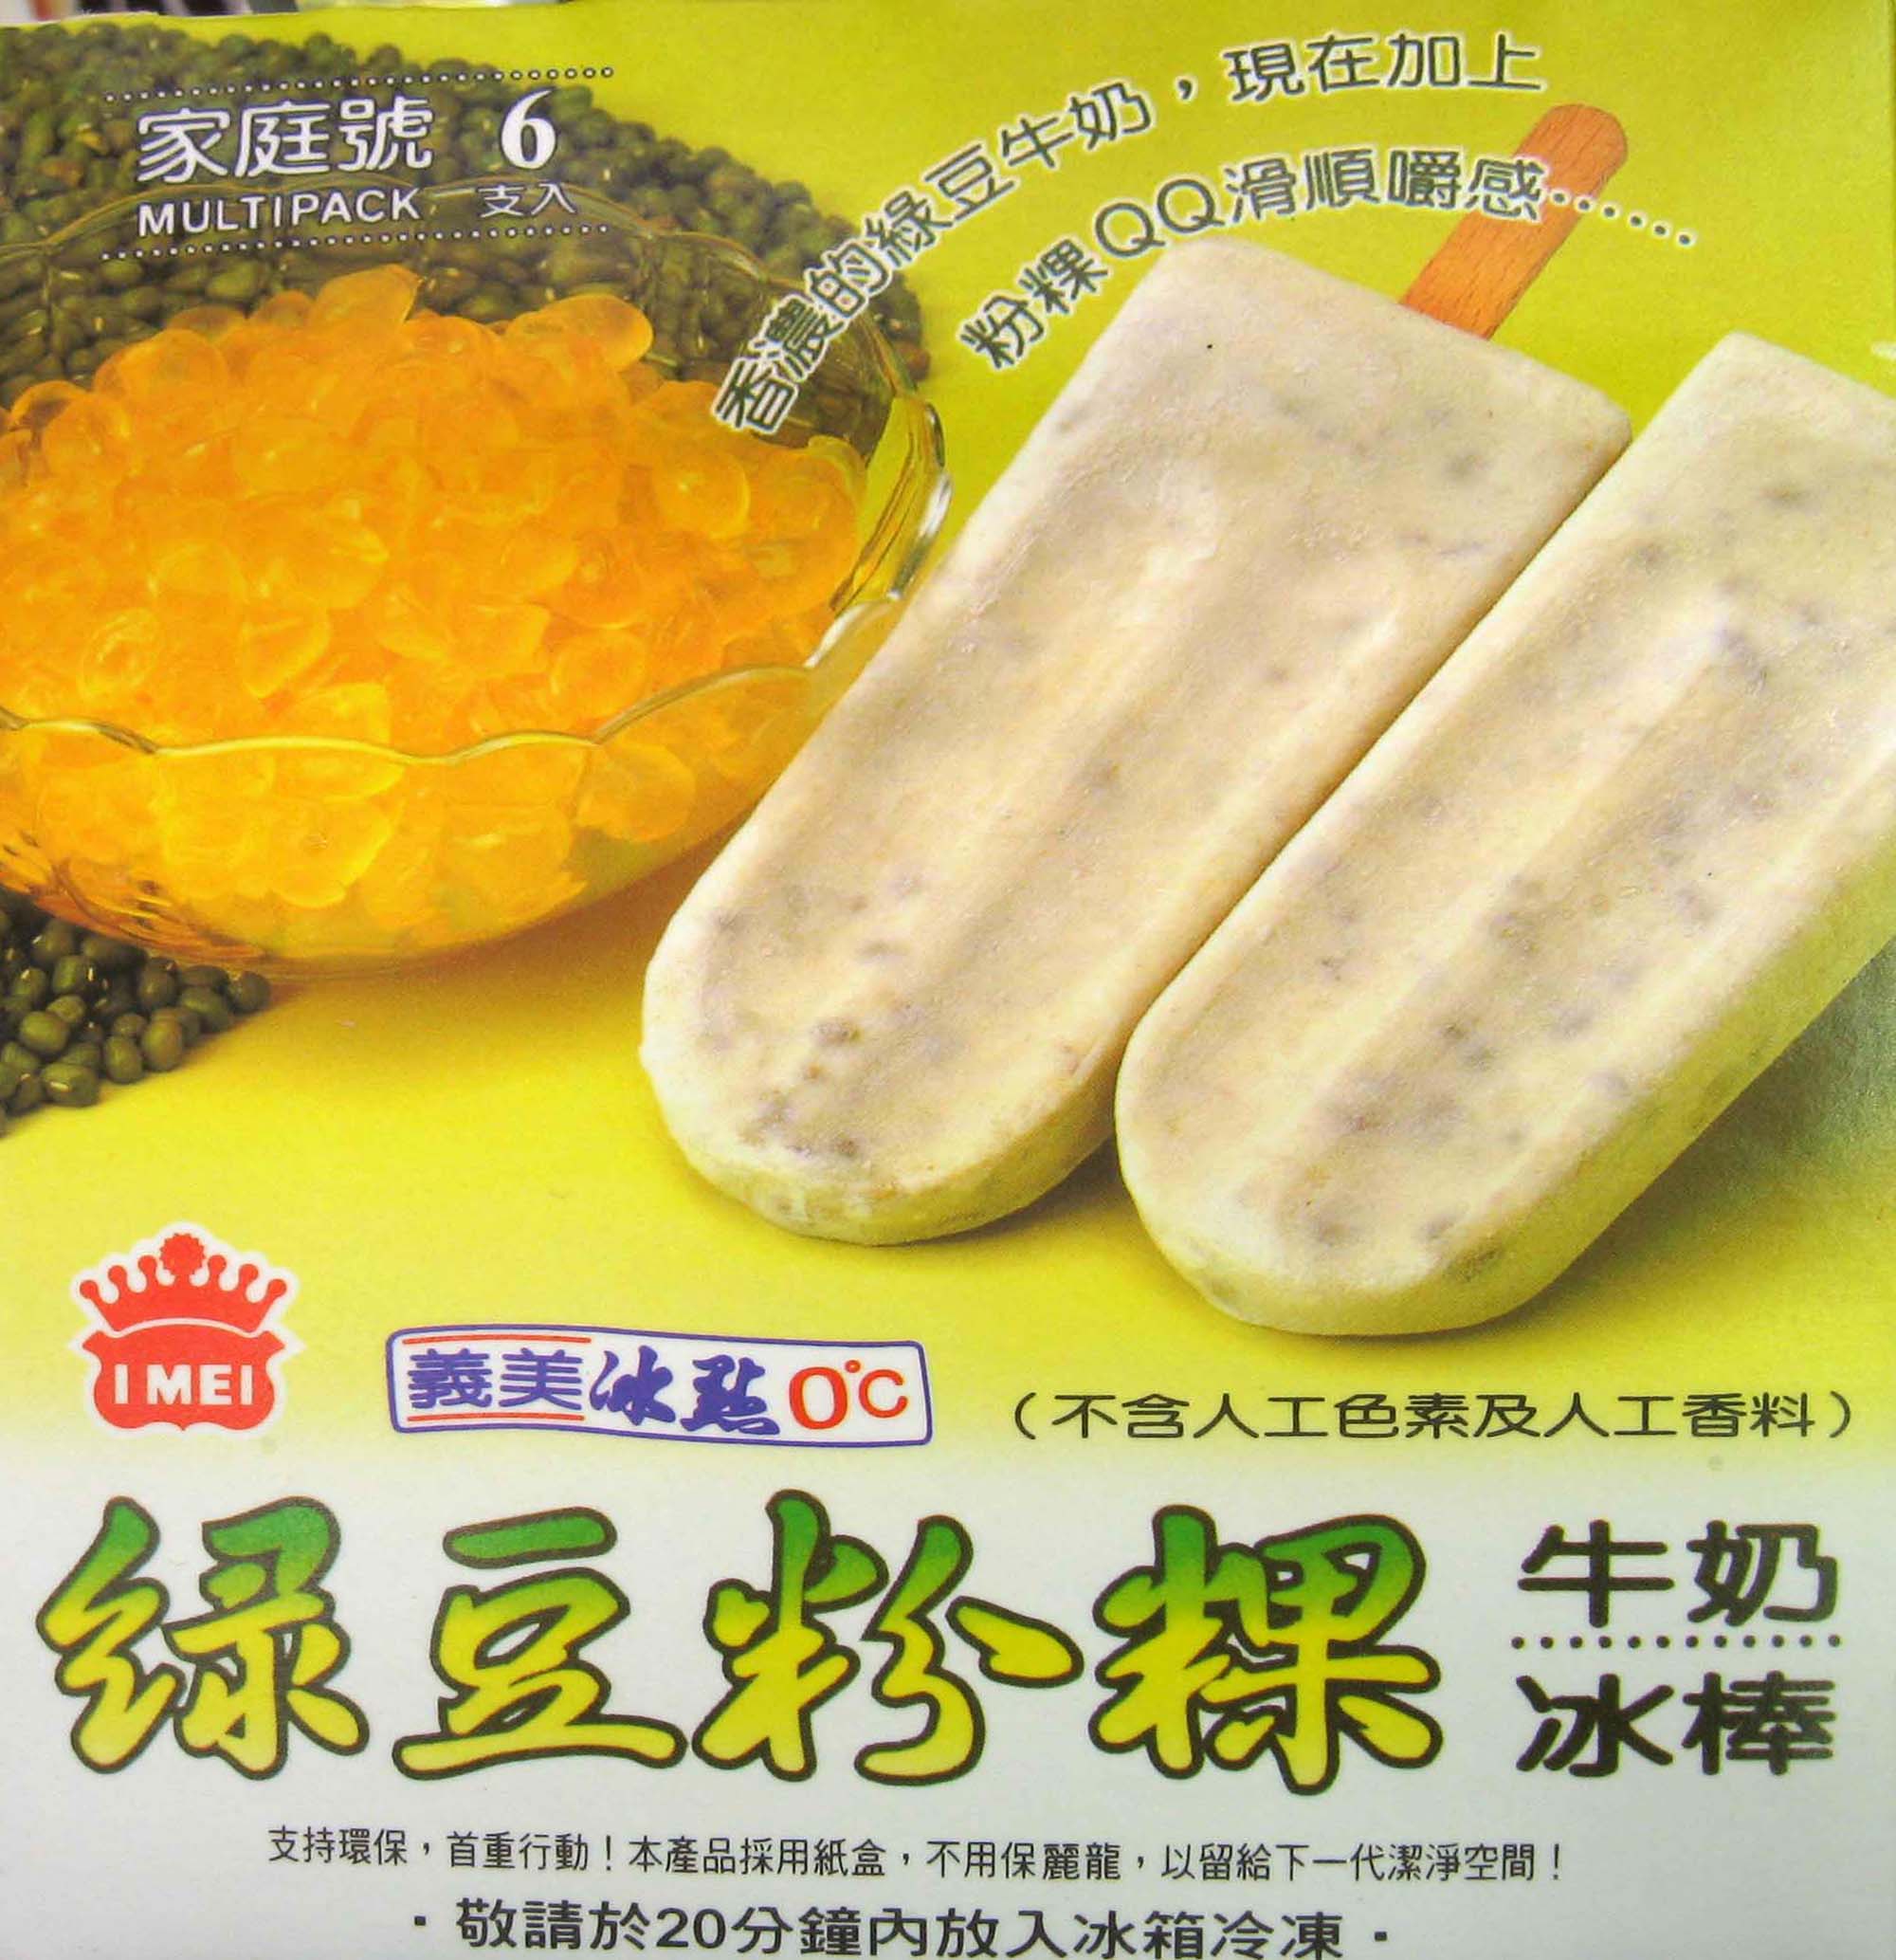 家庭號 6
MULTIPACK 支入
香濃的綠豆牛奶，現在加上
粉粿QQ滑順嚼感……
I MEI
義美冰點0℃
（不含人工色素及人工香料）
綠豆粉粿
牛奶
冰棒
支持環保，首重行動！本產品採用紙盒，不用保麗龍，以留給下一代潔淨空間！
·敬請於20分鐘內放入冰箱冷凍·